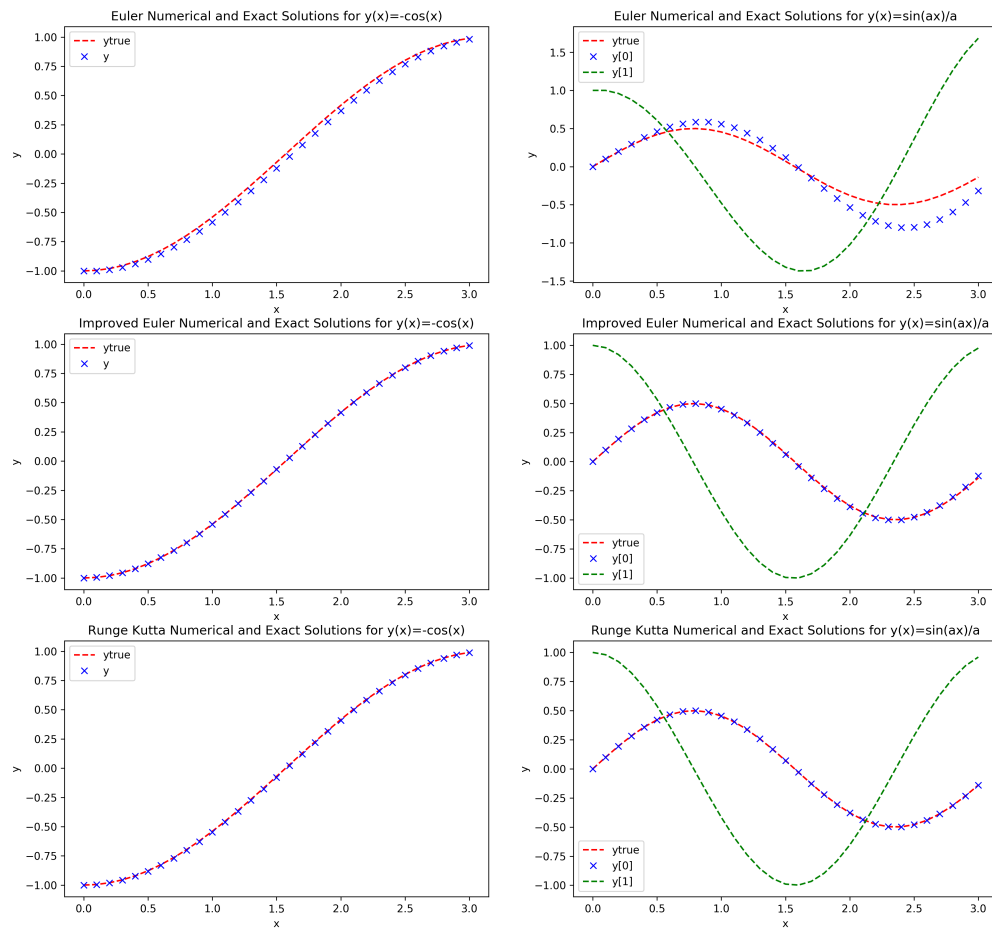 Euler Numerical and Exact Solutions for y(x)=-cos(x)
ytrue
y
1.00
0.75
0.50
0.25
0.00
−0.25
−0.50
−0.75
−1.00
y
0.0 0.5 1.0 1.5 2.0 2.5 3.0
x
Euler Numerical and Exact Solutions for y(x)=sin(ax)/a
ytrue
y[0]
y[1]
1.5
1.0
0.5
0.0
−0.5
−1.0
−1.5
y
0.0 0.5 1.0 1.5 2.0 2.5 3.0
x
Improved Euler Numerical and Exact Solutions for y(x)=-cos(x)
ytrue
y
1.00
0.75
0.50
0.25
0.00
−0.25
−0.50
−0.75
−1.00
y
0.0 0.5 1.0 1.5 2.0 2.5 3.0
x
Improved Euler Numerical and Exact Solutions for y(x)=sin(ax)/a
1.00
0.75
0.50
0.25
0.00
−0.25
−0.50
−0.75
−1.00
y
ytrue
y[0]
y[1]
0.0 0.5 1.0 1.5 2.0 2.5 3.0
x
Runge Kutta Numerical and Exact Solutions for y(x)=-cos(x)
ytrue
y
1.00
0.75
0.50
0.25
0.00
−0.25
−0.50
−0.75
−1.00
y
0.0 0.5 1.0 1.5 2.0 2.5 3.0
x
Runge Kutta Numerical and Exact Solutions for y(x)=sin(ax)/a
1.00
0.75
0.50
0.25
0.00
−0.25
−0.50
−0.75
−1.00
y
ytrue
y[0]
y[1]
0.0 0.5 1.0 1.5 2.0 2.5 3.0
x